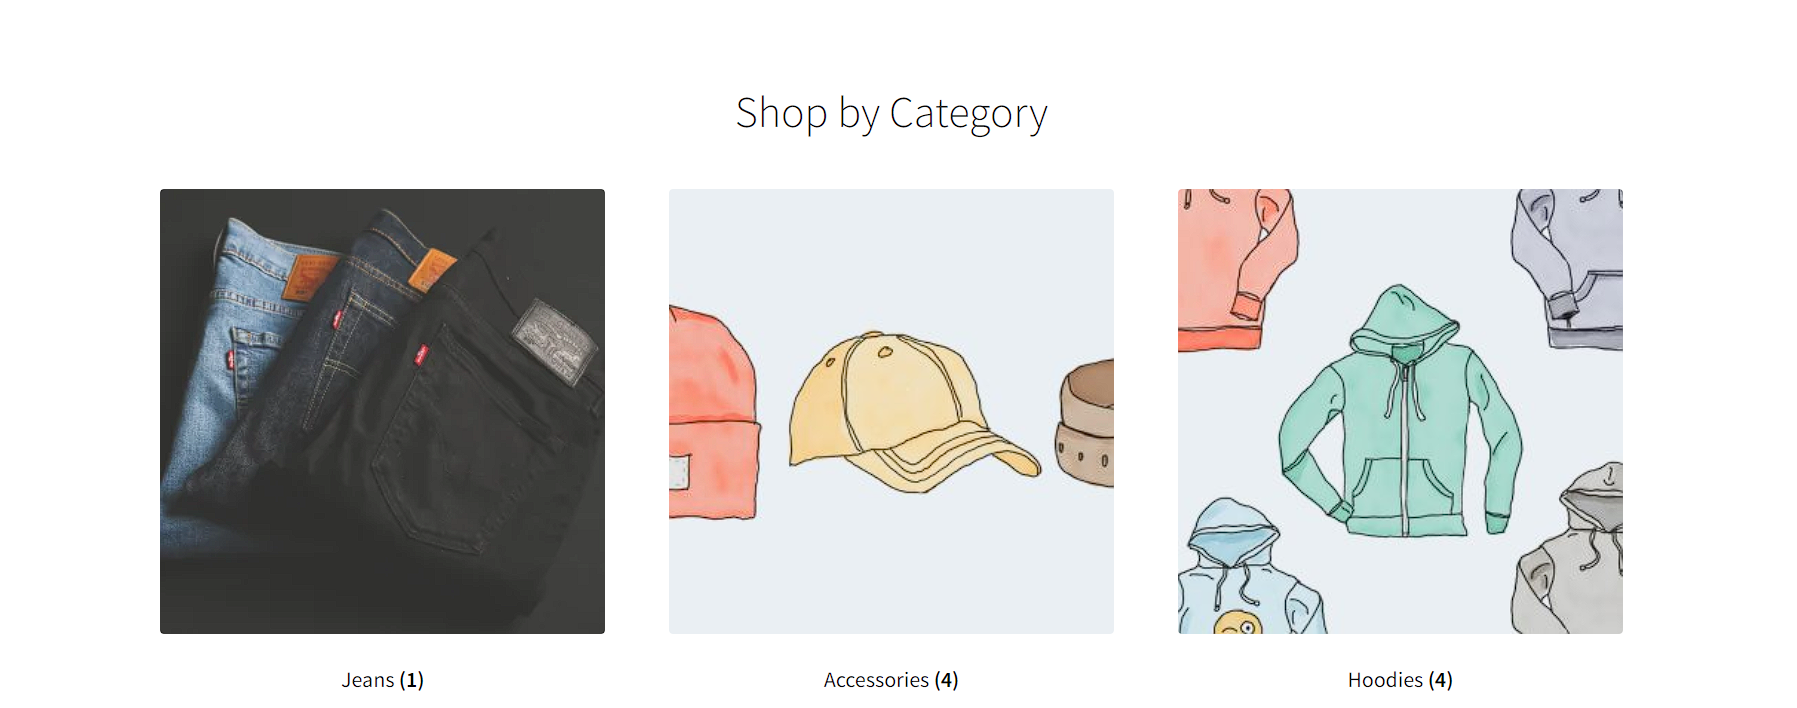 Shop by Category
Jeans (1)
Accessories (4)
Hoodies (4)